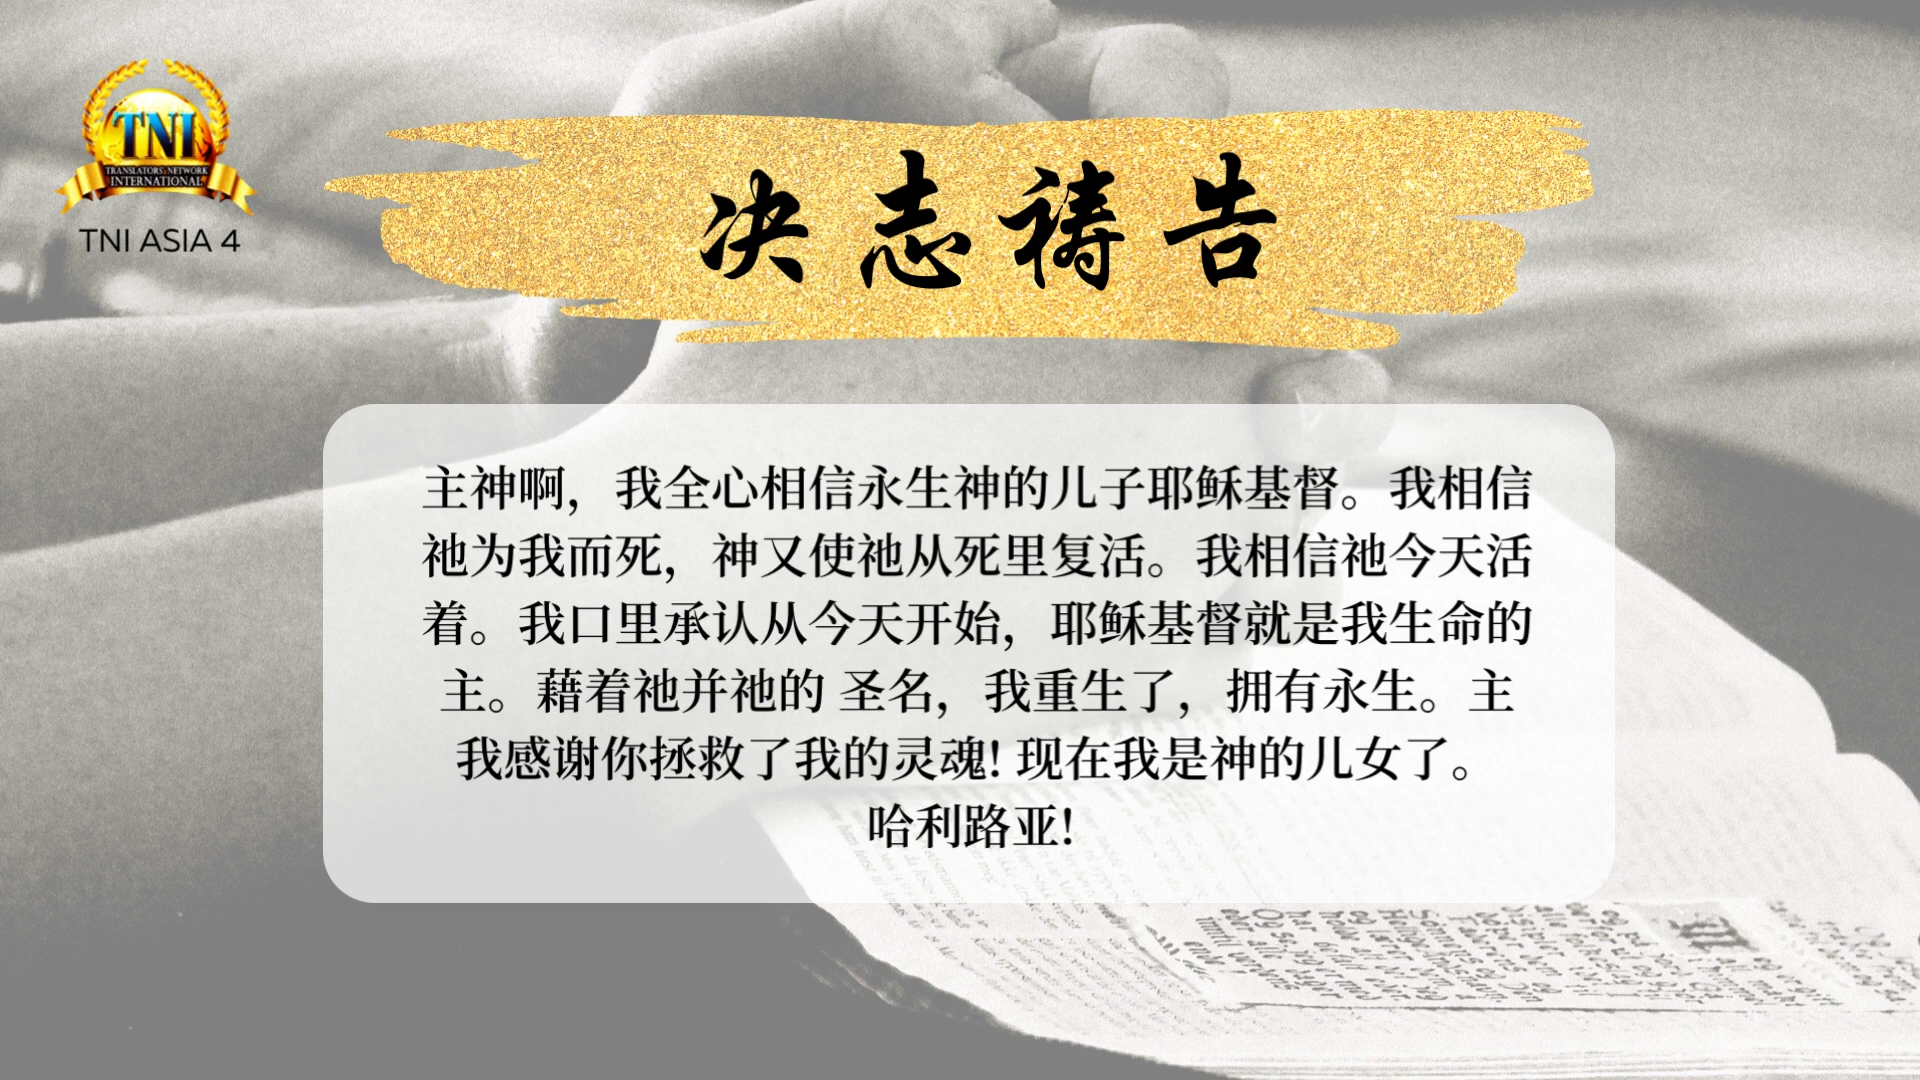 TNI
TRANSLATORS NETWORK
INTERNATIONAL
TNI ASIA 4
决志祷告
主神啊，我全心相信永生神的儿子耶稣基督。我相信
祂为我而死，神又使祂从死里复活。我相信祂今天活
着。我口里承认从今天开始，耶稣基督就是我生命的
主。藉着祂并祂的 圣名，我重生了，拥有永生。主
我感谢你拯救了我的灵魂! 现在我是神的儿女了。
哈利路亚!